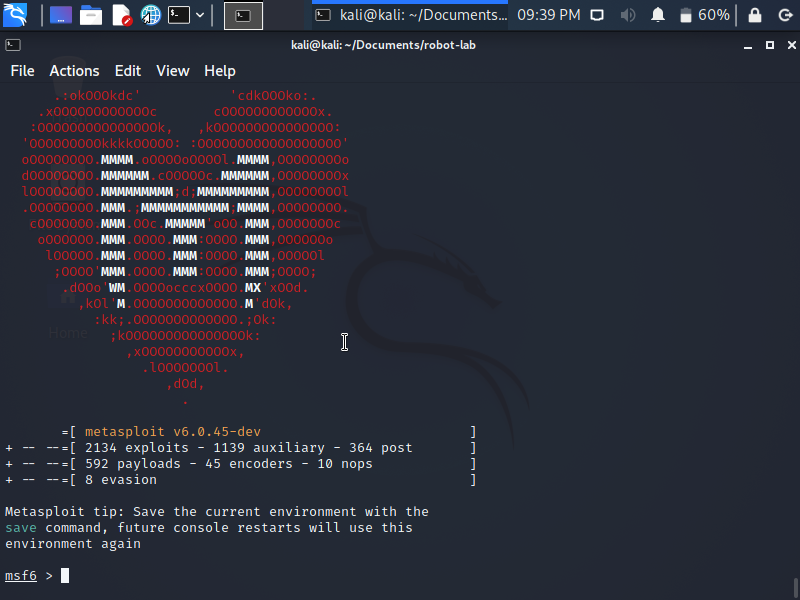 kali@kali: ~/Documents... 09:39 PM 60%
kali@kali: ~/Documents/robot-lab
File Actions Edit View Help
      .:okOOOkdc'           'cdkOOOko:.
    .xOOOOOOOOOOOOc       cOOOOOOOOOOOOx.
   :OOOOOOOOOOOOOOOk,   ,kOOOOOOOOOOOOOOO:
  'OOOOOOOOOkkkkOOOOO: :OOOOOOOOOOOOOOOOOO'
  oOOOOOOOO.MMMM.oOOOOoOOOOl.MMMM,OOOOOOOOo
  dOOOOOOOO.MMMMMM.cOOOOOc.MMMMMM,OOOOOOOOx
  lOOOOOOOO.MMMMMMMMM;d;MMMMMMMMM,OOOOOOOOl
  .OOOOOOOO.MMM.;MMMMMMMMMMM;MMMM,OOOOOOOO.
   cOOOOOOO.MMM.OOc.MMMMM'oOO.MMM,OOOOOOOc
    oOOOOOO.MMM.OOOO.MMM:OOOO.MMM,OOOOOOo
     lOOOOO.MMM.OOOO.MMM:OOOO.MMM,OOOOOl
      ;OOOO'MMM.OOOO.MMM:OOOO.MMM;OOOO;
       .dOOo'WM.OOOOocccxOOOO.MX'xOOd.
         ,kOl'M.OOOOOOOOOOOOO.M'dOk,
           :kk;.OOOOOOOOOOOOO.;Ok:
             ;kOOOOOOOOOOOOOOOk:
               ,xOOOOOOOOOOOx,
                 .lOOOOOOOl.
                    ,dOd,
                      .
=[ metasploit v6.0.45-dev ]
+ -- --=[ 2134 exploits - 1139 auxiliary - 364 post ]
+ -- --=[ 592 payloads - 45 encoders - 10 nops ]
+ -- --=[ 8 evasion ]
Metasploit tip: Save the current environment with the
save command, future console restarts will use this
environment again
msf6 >
Home